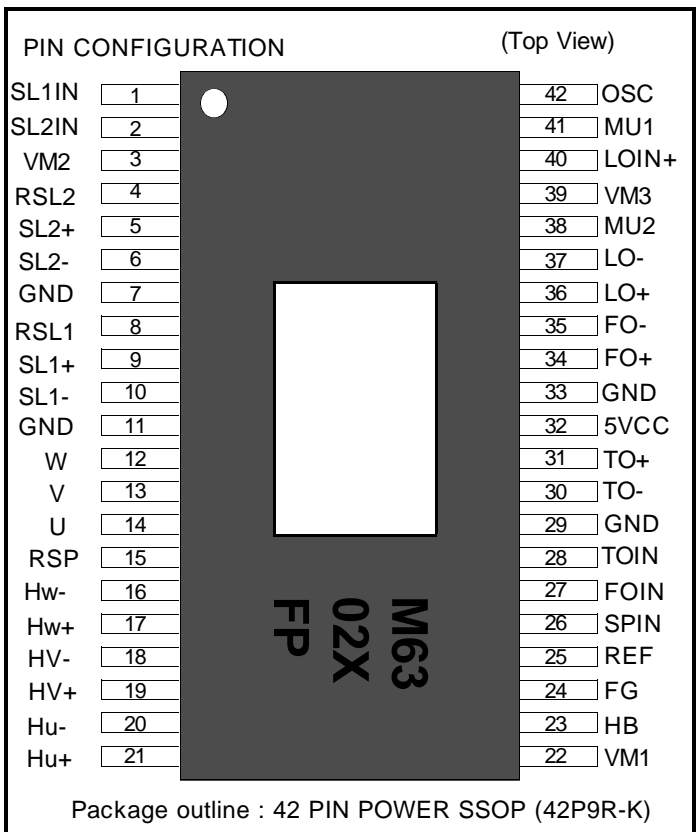 PIN CONFIGURATION (Top View)
SL1IN 1 42 OSC
SL2IN 2 41 MU1
VM2 3 40 LOIN+
RSL2 4 39 VM3
SL2+ 5 38 MU2
SL2- 6 37 LO-
GND 7 36 LO+
RSL1 8 35 FO-
SL1+ 9 34 FO+
SL1- 10 33 GND
GND 11 32 5VCC
W 12 31 TO+
V 13 30 TO-
U 14 29 GND
RSP 15 28 TOIN
Hw- 16 27 FOIN
Hw+ 17 26 SPIN
HV- 18 25 REF
HV+ 19 24 FG
Hu- 20 23 HB
Hu+ 21 22 VM1
M63
02X
FP
Package outline : 42 PIN POWER SSOP (42P9R-K)